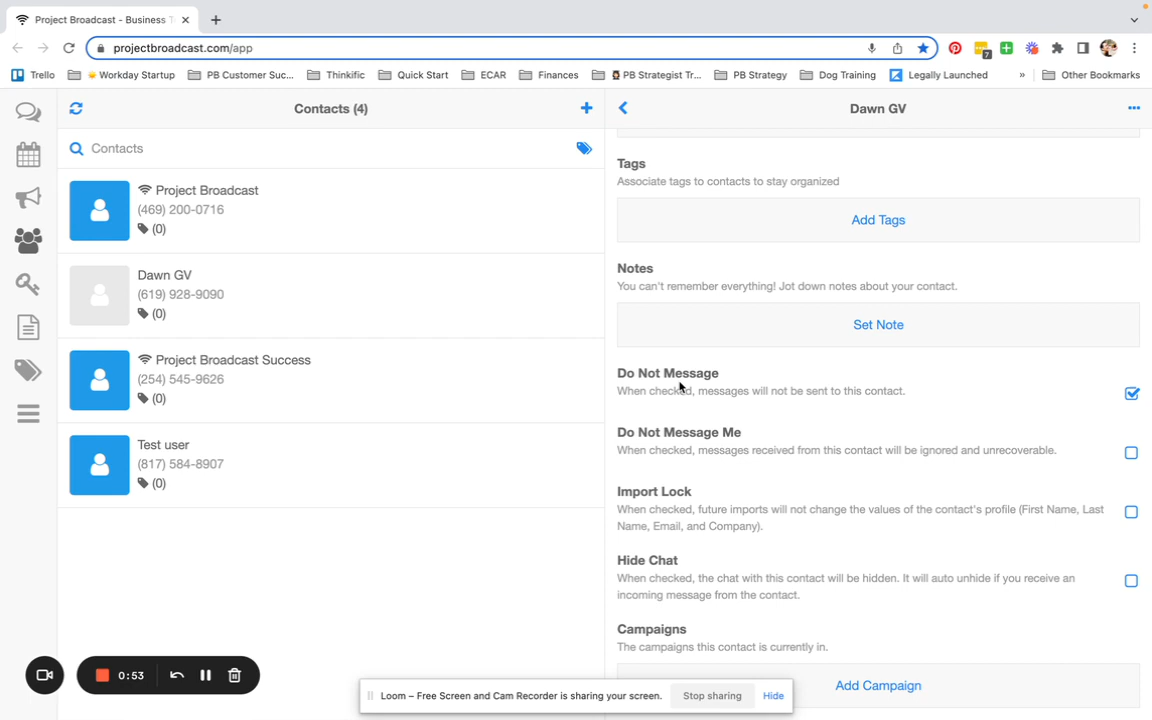 Project Broadcast - Business T
projectbroadcast.com/app
7
Trello
Workday Startup
PB Customer Suc...
Thinkific
Quick Start
ECAR
Finances
PB Strategist Tr...
PB Strategy
Dog Training
Legally Launched
»
Other Bookmarks
Contacts (4)
Contacts
Project Broadcast
(469) 200-0716
(0)
Dawn GV
(619) 928-9090
(0)
Project Broadcast Success
(254) 545-9626
(0)
Test user
(817) 584-8907
(0)
Dawn GV
Tags
Associate tags to contacts to stay organized
Add Tags
Notes
You can't remember everything! Jot down notes about your contact.
Set Note
Do Not Message
When checked, messages will not be sent to this contact.
Do Not Message Me
When checked, messages received from this contact will be ignored and unrecoverable.
Import Lock
When checked, future imports will not change the values of the contact's profile (First Name, Last
Name, Email, and Company).
Hide Chat
When checked, the chat with this contact will be hidden. It will auto unhide if you receive an
incoming message from the contact.
Campaigns
The campaigns this contact is currently in.
Add Campaign
0:53
Loom – Free Screen and Cam Recorder is sharing your screen.
Stop sharing
Hide